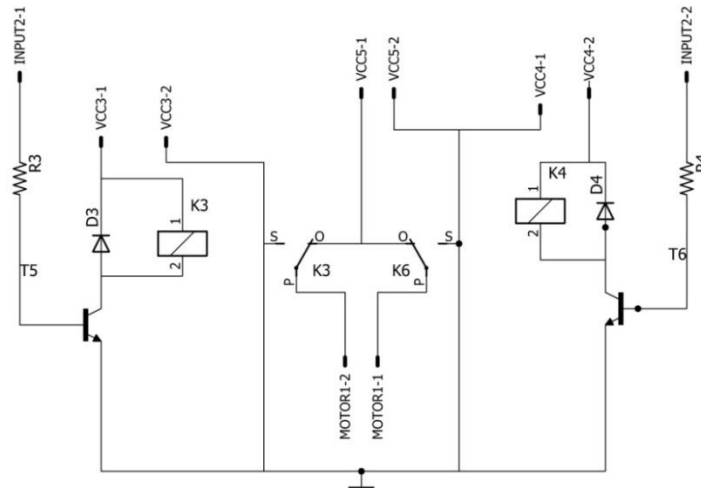 INPUT2-1
VCC3-1
VCC3-2
VCC5-1
VCC5-2
VCC4-1
VCC4-2
INPUT2-2
R3
R4
D3
K3
K4
D4
1
2
1
2
T5
T6
S
O
O
S
K3
K6
P
P
MOTOR1-2
MOTOR1-1